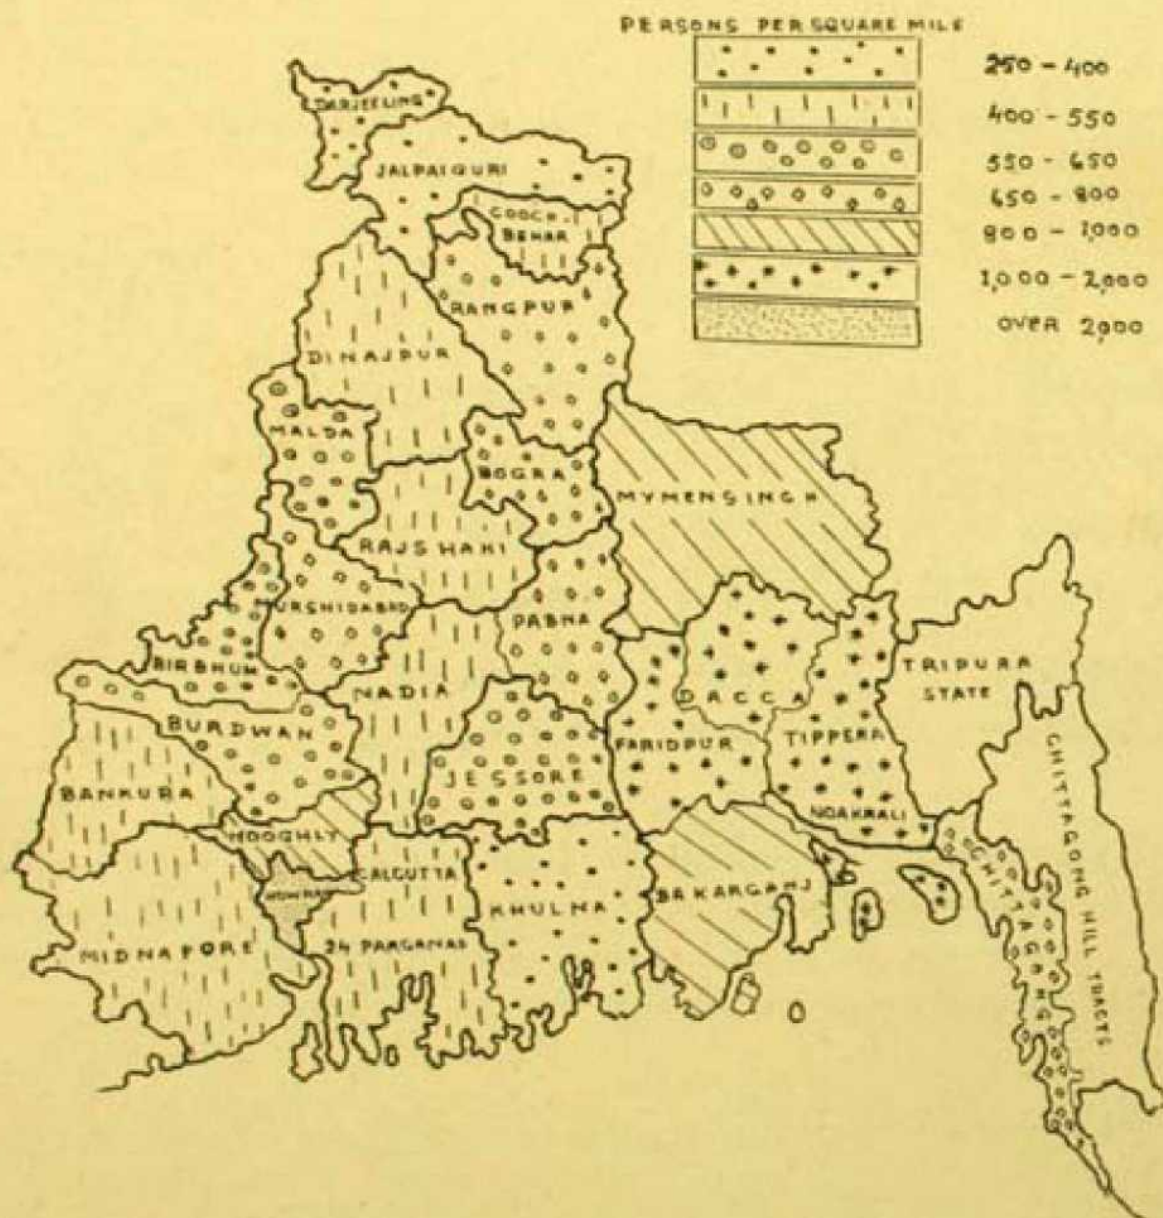 PERSONS PER SQUARE MILE
250 - 400
400 - 550
550 - 650
650 - 800
800 - 1,000
1,000 - 2,000
OVER 2,000
DARJEELING
JALPAIGURI
COOCH
BEHAR
RANGPUR
DINAJPUR
MALDA
BOGRA
MYMENSINGH
RAJSHAHI
MURSHIDABAD
PABNA
BIRBHUM
NADIA
DACCA
TRIPURA
STATE
BURDWAN
FARIDPUR
TIPPERA
JESSORE
BANKURA
NOAKHALI
HOOGHLY
CALCUTTA
HOWRAH
KHULNA
BAKARGANJ
MIDNAPORE
24 PARGANAS
CHITTAGANG
CHITTAGONG HILL TRACTS